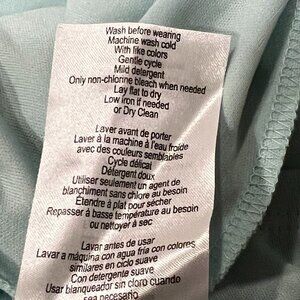 Wash before wearing
Machine wash cold
With like colors
Gentle cycle
Mild detergent
Only non-chlorine bleach when needed
Lay flat to dry
Low iron if needed
or Dry Clean
Laver avant de porter
Laver à la machine à l'eau froide
avec des couleurs semblables
Cycle délicat
Détergent doux
Utiliser seulement un agent de
blanchiment sans chlore au besoin
Étendre à plat pour sécher
Repasser à basse température au besoin
ou nettoyer à sec
Lavar antes de usar
Lavar a máquina con agua fría con colores
similares en ciclo suave
Con detergente suave
Usar blanqueador sin cloro cuando
sea necesario